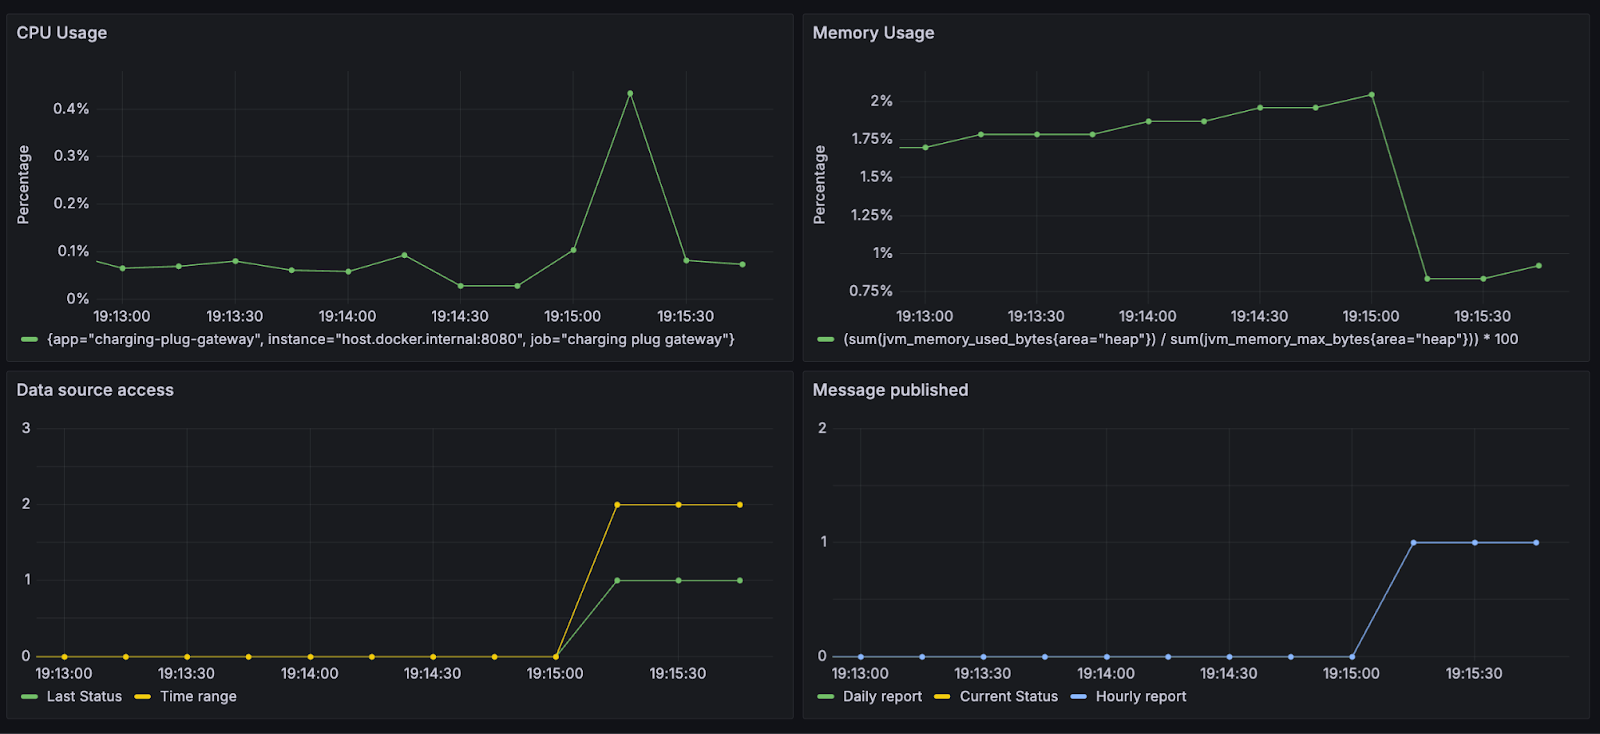 CPU Usage
Percentage
0.4%
0.3%
0.2%
0.1%
0%
19:13:00 19:13:30 19:14:00 19:14:30 19:15:00 19:15:30
{app="charging-plug-gateway", instance="host.docker.internal:8080", job="charging plug gateway"}
Memory Usage
Percentage
2%
1.75%
1.5%
1.25%
1%
0.75%
19:13:00 19:13:30 19:14:00 19:14:30 19:15:00 19:15:30
(sum(jvm_memory_used_bytes{area="heap"}) / sum(jvm_memory_max_bytes{area="heap"})) * 100
Data source access
3
2
1
0
19:13:00 19:13:30 19:14:00 19:14:30 19:15:00 19:15:30
Last Status Time range
Message published
2
1
0
19:13:00 19:13:30 19:14:00 19:14:30 19:15:00 19:15:30
Daily report Current Status Hourly report